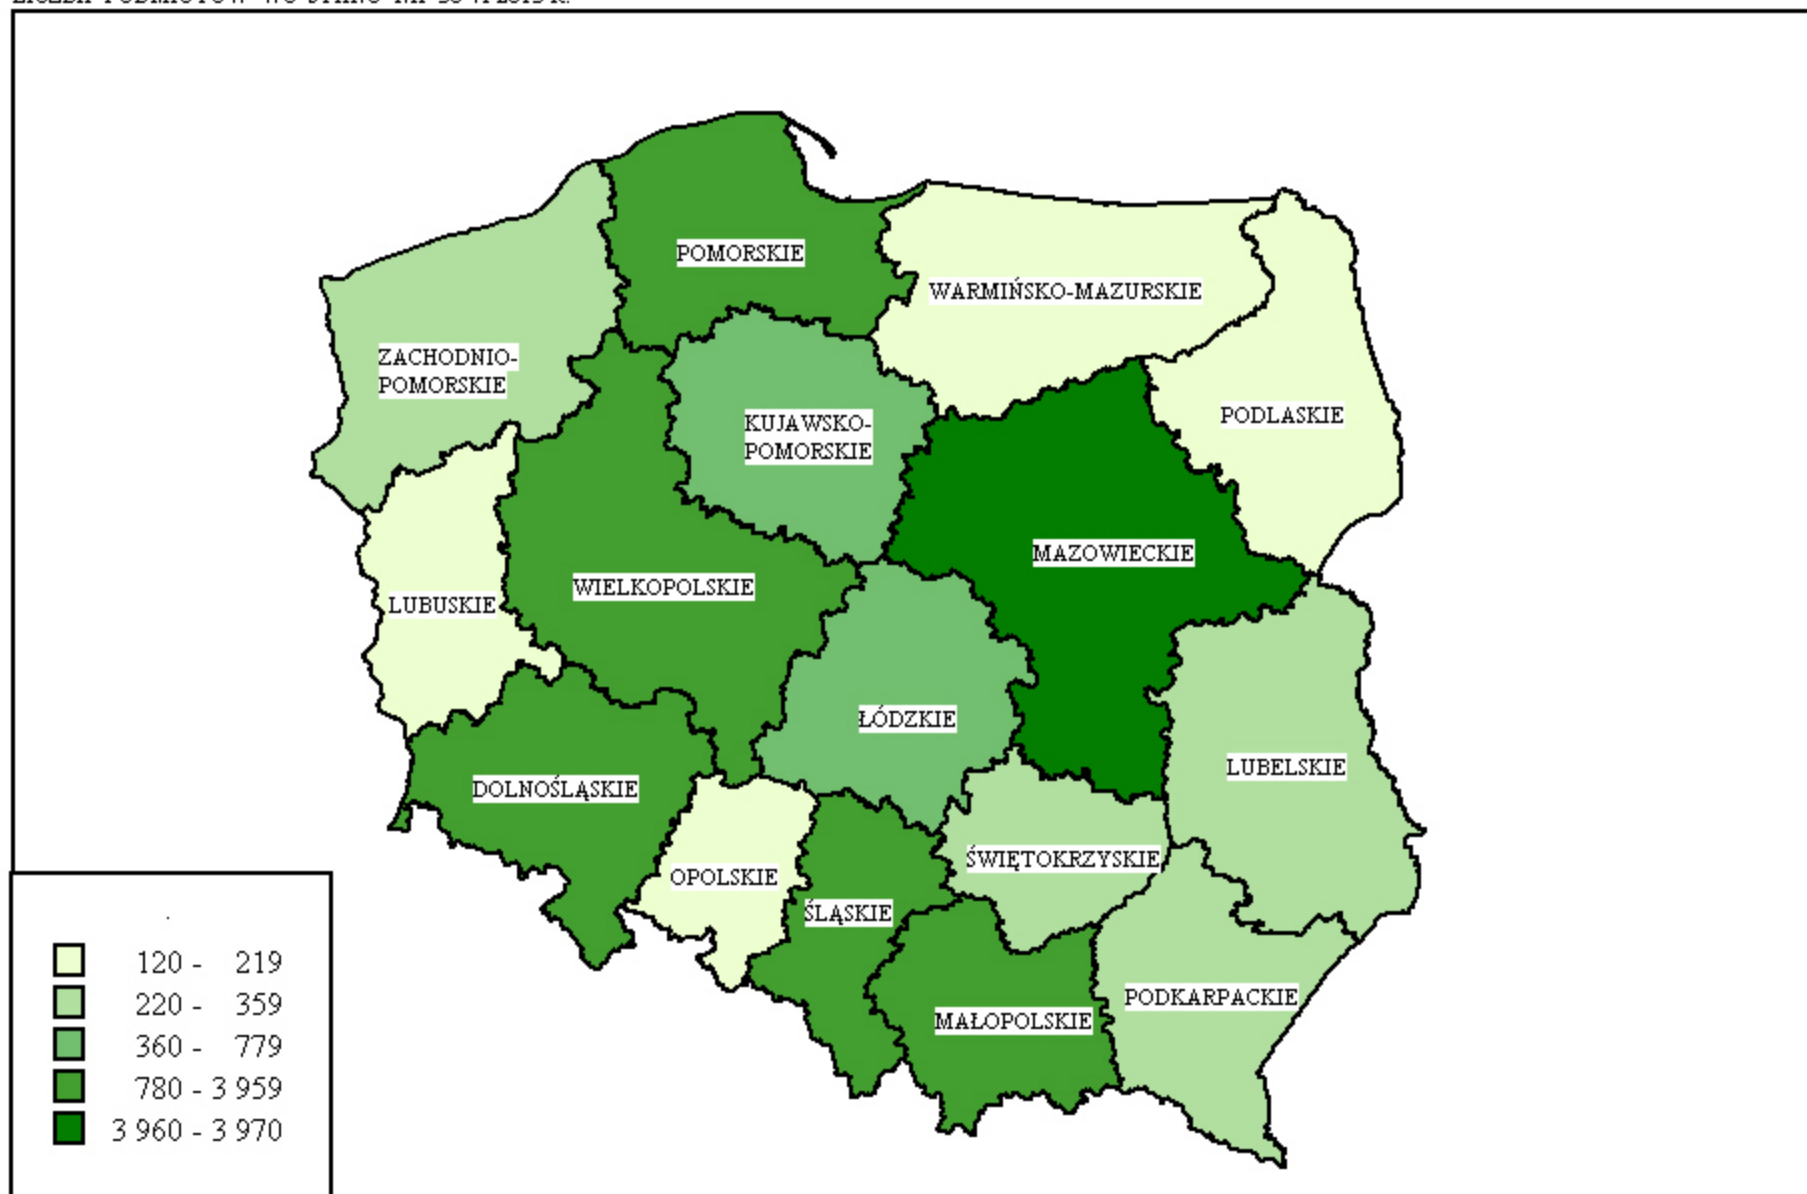 POMORSKIE
WARMIŃSKO-MAZURSKIE
ZACHODNIO-
POMORSKIE
KUJAWSKO-
POMORSKIE
PODLASKIE
MAZOWIECKIE
WIELKOPOLSKIE
LUBUSKIE
ŁÓDZKIE
LUBELSKIE
DOLNOŚLĄSKIE
ŚWIĘTOKRZYSKIE
OPOLSKIE
ŚLĄSKIE
PODKARPACKIE
MAŁOPOLSKIE
.
120 - 219
220 - 359
360 - 779
780 - 3 959
3 960 - 3 970